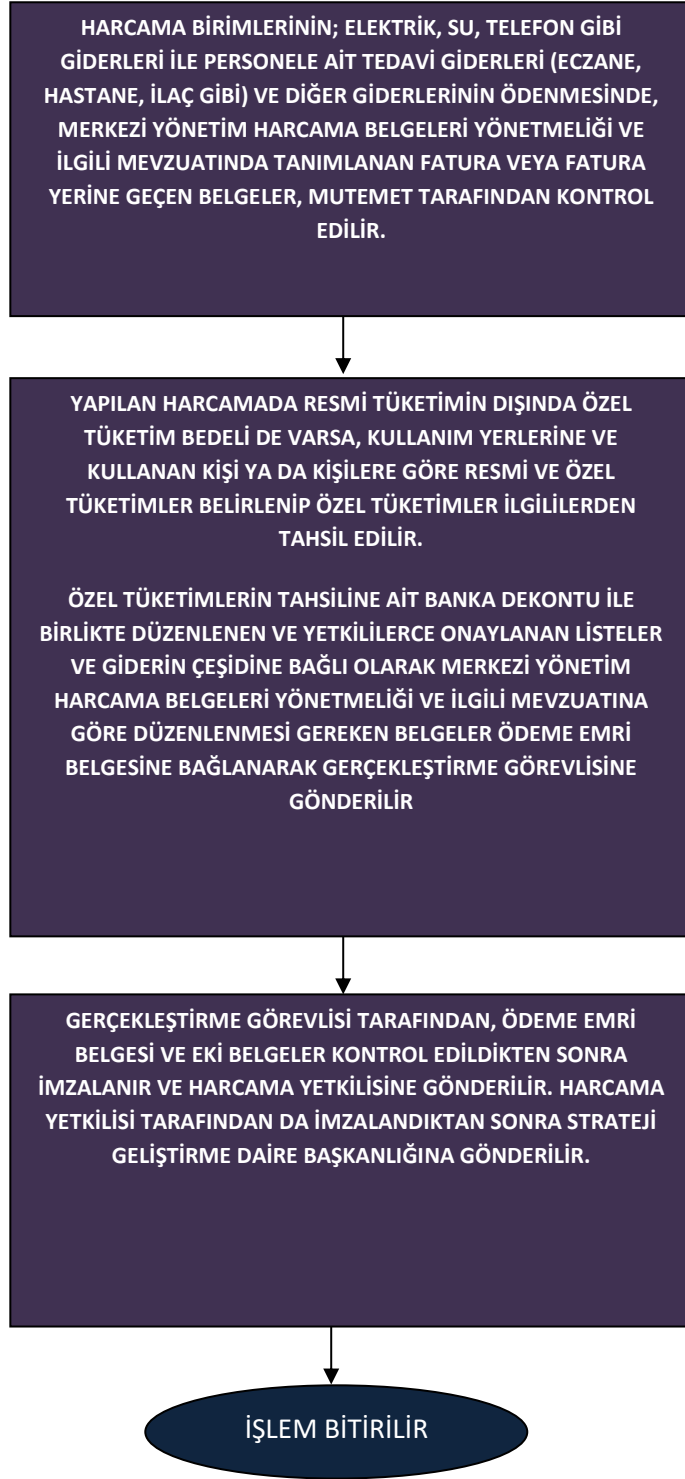 HARCAMA BİRİMLERİNİN; ELEKTRİK, SU, TELEFON GİBİ
GİDERLERİ İLE PERSONELE AİT TEDAVİ GİDERLERİ (ECZANE,
HASTANE, İLAÇ GİBİ) VE DİĞER GİDERLERİNİN ÖDENMESİNDE,
MERKEZİ YÖNETİM HARCAMA BELGELERİ YÖNETMELİĞİ VE
İLGİLİ MEVZUATINDA TANIMLANAN FATURA VEYA FATURA
YERİNE GEÇEN BELGELER, MUTEMET TARAFINDAN KONTROL
EDİLİR.
YAPILAN HARCAMADA RESMİ TÜKETİMİN DIŞINDA ÖZEL
TÜKETİM BEDELİ DE VARSA, KULLANIM YERLERİNE VE
KULLANAN KİŞİ YA DA KİŞİLERE GÖRE RESMİ VE ÖZEL
TÜKETİMLER BELİRLENİP ÖZEL TÜKETİMLER İLGİLİLERDEN
TAHSİL EDİLİR.
ÖZEL TÜKETİMLERİN TAHSİLİNE AİT BANKA DEKONTU İLE
BİRLİKTE DÜZENLENEN VE YETKİLİLERCE ONAYLANAN LİSTELER
VE GİDERİN ÇEŞİDİNE BAĞLI OLARAK MERKEZİ YÖNETİM
HARCAMA BELGELERİ YÖNETMELİĞİ VE İLGİLİ MEVZUATINA
GÖRE DÜZENLENMESİ GEREKEN BELGELER ÖDEME EMRİ
BELGESİNE BAĞLANARAK GERÇEKLEŞTİRME GÖREVLİSİNE
GÖNDERİLİR
GERÇEKLEŞTİRME GÖREVLİSİ TARAFINDAN, ÖDEME EMRİ
BELGESİ VE EKİ BELGELER KONTROL EDİLDİKTEN SONRA
İMZALANIR VE HARCAMA YETKİLİSİNE GÖNDERİLİR. HARCAMA
YETKİLİSİ TARAFINDAN DA İMZALANDIKTAN SONRA STRATEJİ
GELİŞTİRME DAİRE BAŞKANLIĞINA GÖNDERİLİR.
İŞLEM BİTİRİLİR